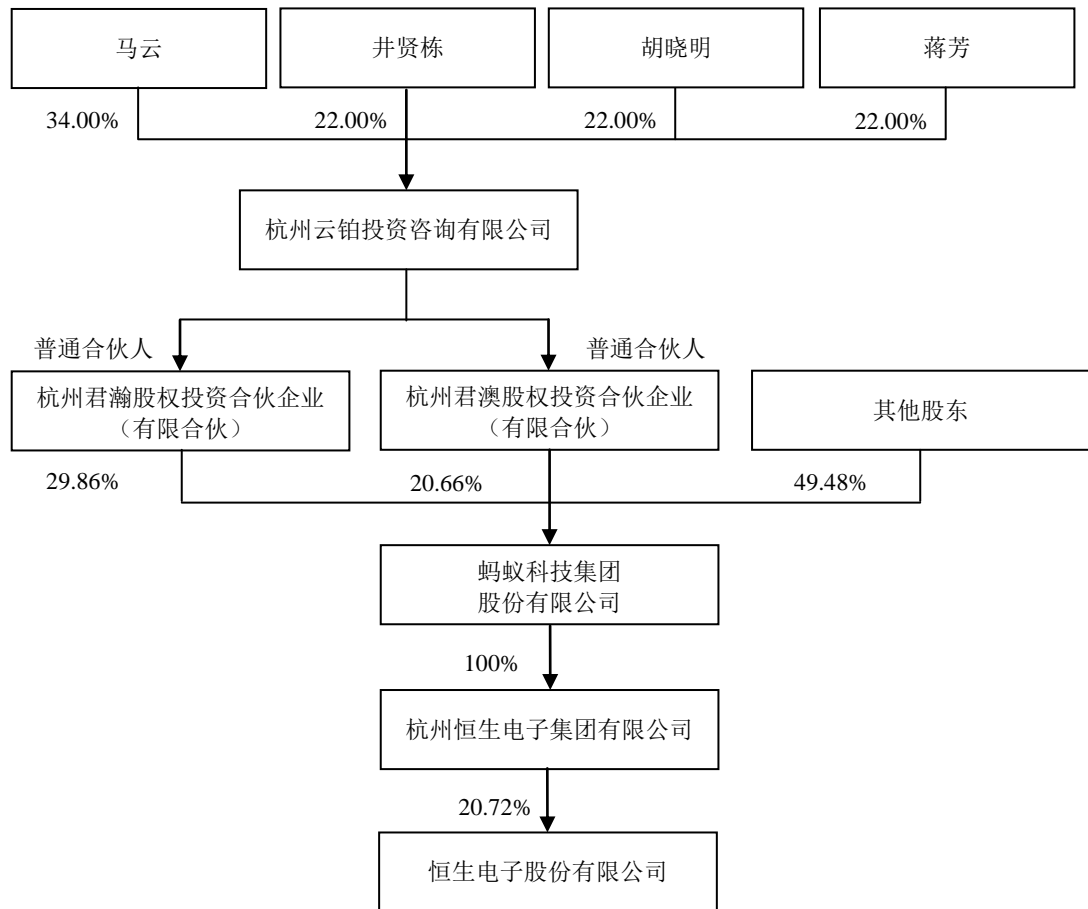 马云
井贤栋
胡晓明
蒋芳
34.00%
22.00%
22.00%
22.00%
杭州云铂投资咨询有限公司
普通合伙人
普通合伙人
杭州君瀚股权投资合伙企业
（有限合伙）
杭州君澳股权投资合伙企业
（有限合伙）
其他股东
29.86%
20.66%
49.48%
蚂蚁科技集团
股份有限公司
100%
杭州恒生电子集团有限公司
20.72%
恒生电子股份有限公司